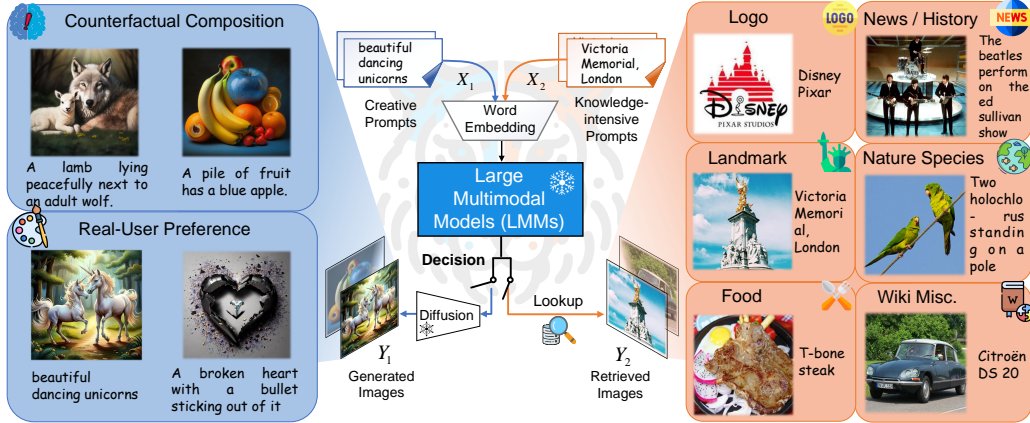 Counterfactual Composition
A lamb lying
peacefully next to
an adult wolf.
A pile of fruit
has a blue apple.
Real-User Preference
beautiful
dancing unicorns
A broken heart
with a bullet
sticking out of it
beautiful
dancing
unicorns
X1
Creative
Prompts
Victoria
Memorial,
London
X2
Knowledge-
intensive
Prompts
Word
Embedding
Large
Multimodal
Models (LMMs)
Decision
Diffusion
Lookup
Y1
Generated
Images
Y2
Retrieved
Images
Logo
LOGO
DISNEY
PIXAR STUDIOS
Disney
Pixar
News / History
NEWS
The
beatles
perform
on the
ed
sullivan
show
Landmark
Victoria
Memori
al,
London
Nature Species
Two
holochlo
- rus
standin
g on a
pole
Food
T-bone
steak
Wiki Misc.
W
Citroën
DS 20